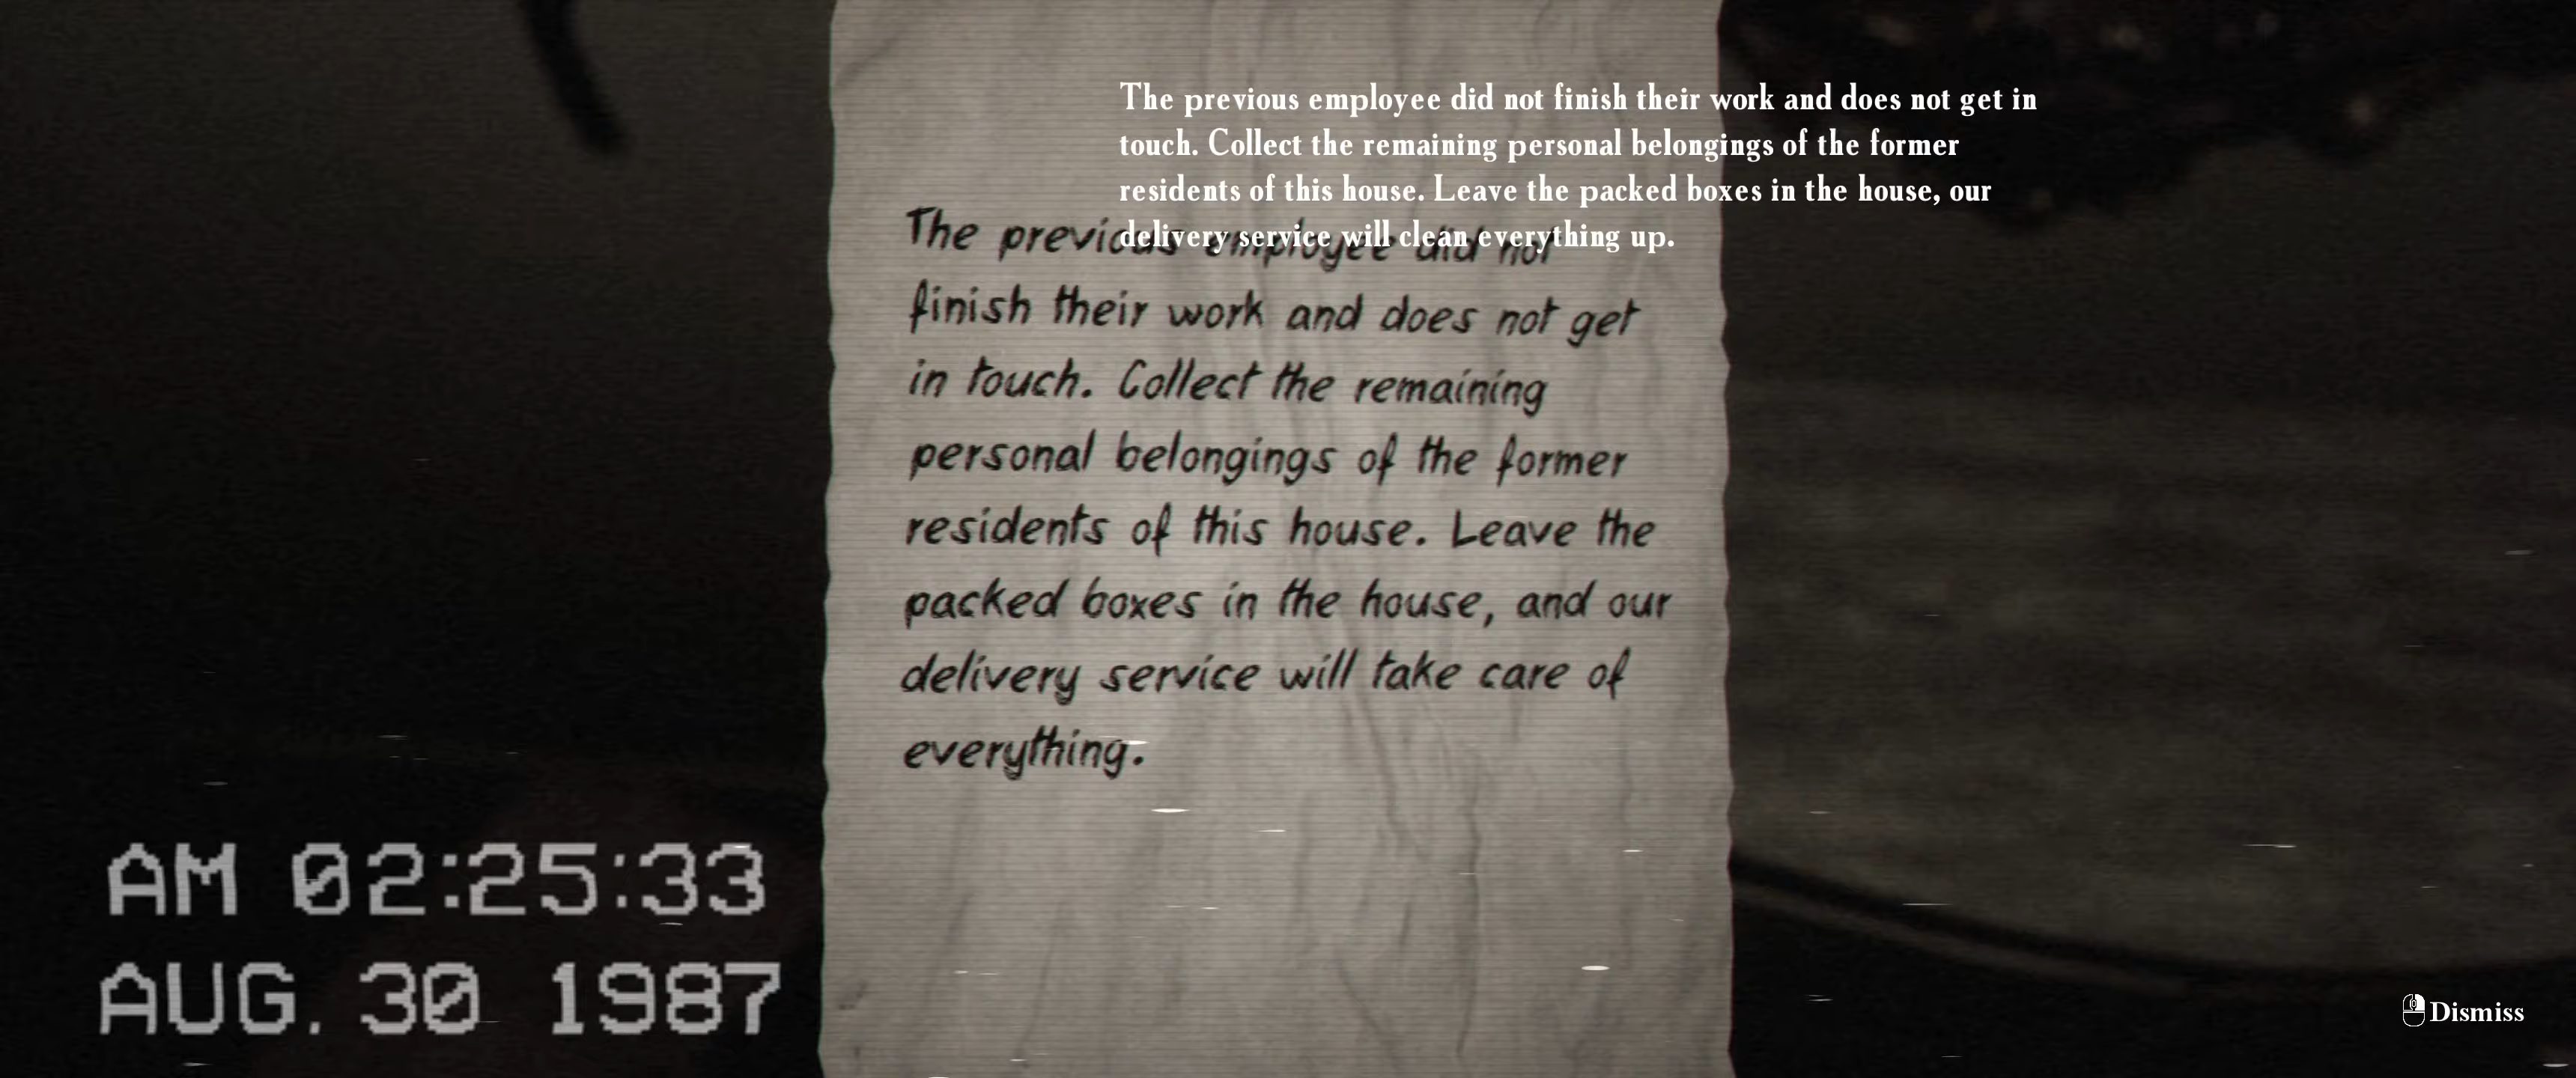 The previous employee did not finish their work and does not get in
touch. Collect the remaining personal belongings of the former
residents of this house. Leave the packed boxes in the house, our
delivery service will clean everything up.
The previous employee did not
finish their work and does not get
in touch. Collect the remaining
personal belongings of the former
residents of this house. Leave the
packed boxes in the house, and our
delivery service will take care of
everything.
AM 02:25:33
AUG. 30 1987
Dismiss